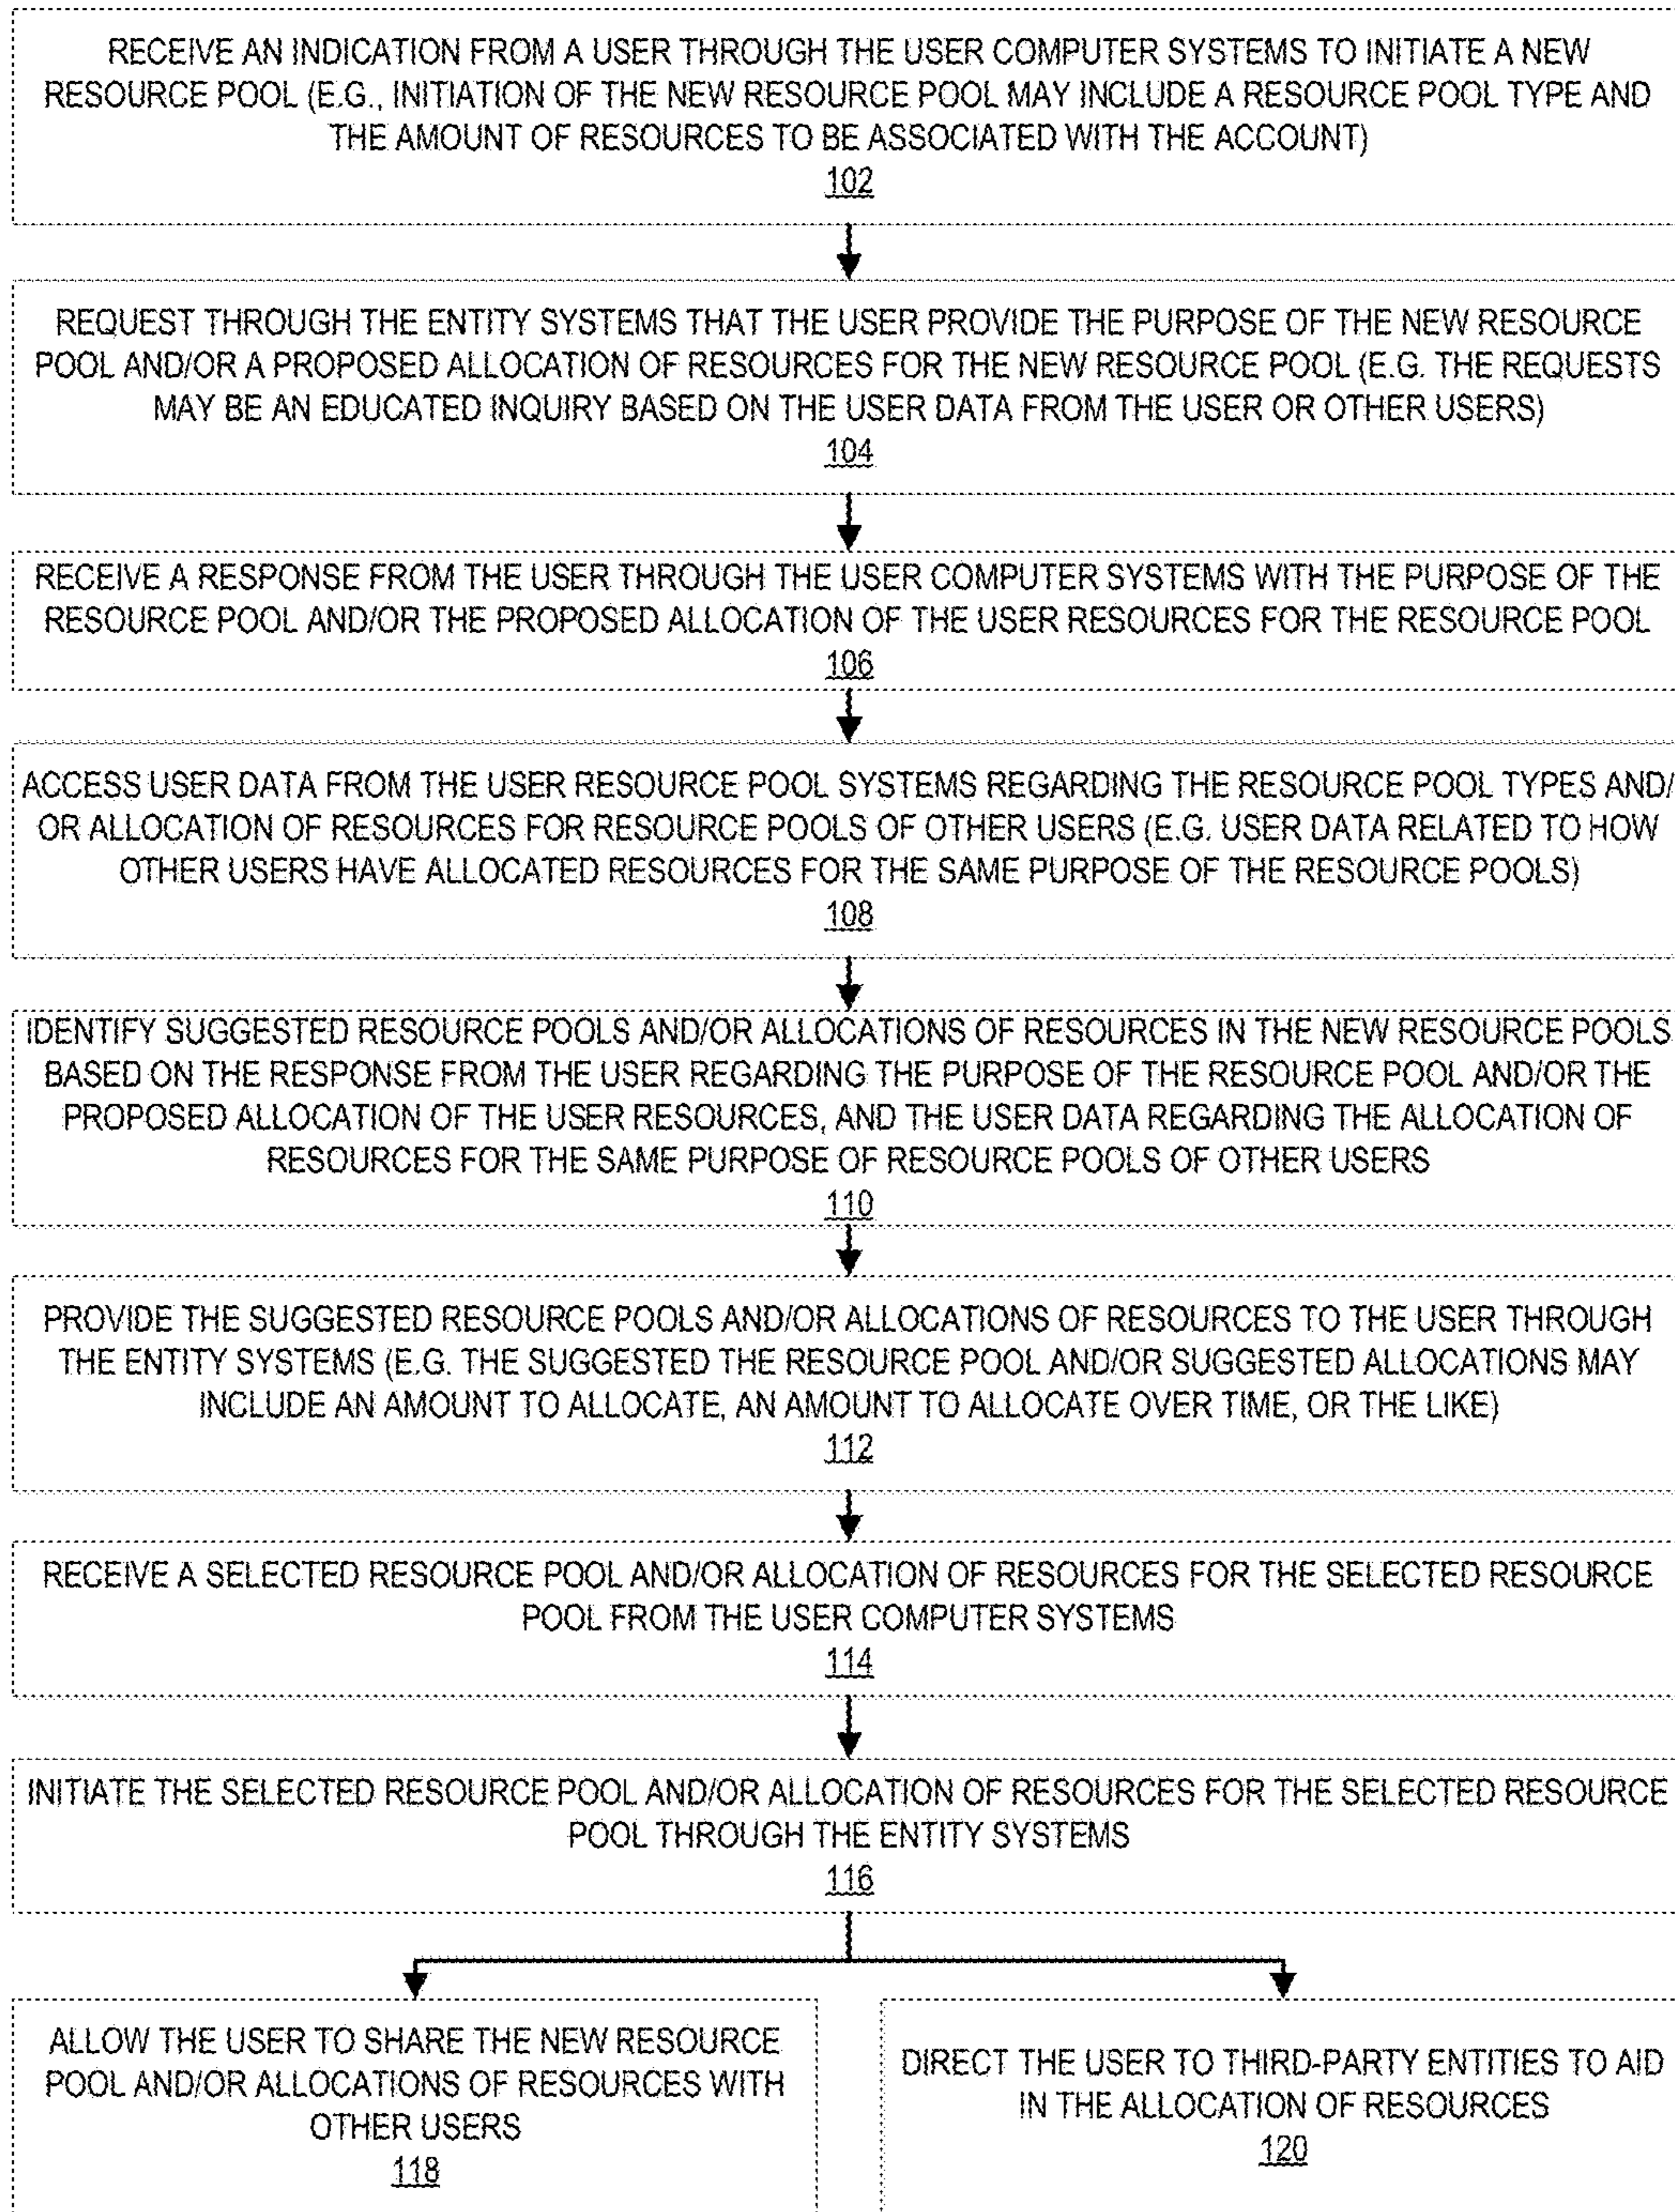 RECEIVE AN INDICATION FROM A USER THROUGH THE USER COMPUTER SYSTEMS TO INITIATE A NEW
RESOURCE POOL (E.G., INITIATION OF THE NEW RESOURCE POOL MAY INCLUDE A RESOURCE POOL TYPE AND
THE AMOUNT OF RESOURCES TO BE ASSOCIATED WITH THE ACCOUNT)
102
REQUEST THROUGH THE ENTITY SYSTEMS THAT THE USER PROVIDE THE PURPOSE OF THE NEW RESOURCE
POOL AND/OR A PROPOSED ALLOCATION OF RESOURCES FOR THE NEW RESOURCE POOL (E.G. THE REQUESTS
MAY BE AN EDUCATED INQUIRY BASED ON THE USER DATA FROM THE USER OR OTHER USERS)
104
RECEIVE A RESPONSE FROM THE USER THROUGH THE USER COMPUTER SYSTEMS WITH THE PURPOSE OF THE
RESOURCE POOL AND/OR THE PROPOSED ALLOCATION OF THE USER RESOURCES FOR THE RESOURCE POOL
106
ACCESS USER DATA FROM THE USER RESOURCE POOL SYSTEMS REGARDING THE RESOURCE POOL TYPES AND/
OR ALLOCATION OF RESOURCES FOR RESOURCE POOLS OF OTHER USERS (E.G. USER DATA RELATED TO HOW
OTHER USERS HAVE ALLOCATED RESOURCES FOR THE SAME PURPOSE OF THE RESOURCE POOLS)
108
IDENTIFY SUGGESTED RESOURCE POOLS AND/OR ALLOCATIONS OF RESOURCES IN THE NEW RESOURCE POOLS
BASED ON THE RESPONSE FROM THE USER REGARDING THE PURPOSE OF THE RESOURCE POOL AND/OR THE
PROPOSED ALLOCATION OF THE USER RESOURCES, AND THE USER DATA REGARDING THE ALLOCATION OF
RESOURCES FOR THE SAME PURPOSE OF RESOURCE POOLS OF OTHER USERS
110
PROVIDE THE SUGGESTED RESOURCE POOLS AND/OR ALLOCATIONS OF RESOURCES TO THE USER THROUGH
THE ENTITY SYSTEMS (E.G. THE SUGGESTED THE RESOURCE POOL AND/OR SUGGESTED ALLOCATIONS MAY
INCLUDE AN AMOUNT TO ALLOCATE, AN AMOUNT TO ALLOCATE OVER TIME, OR THE LIKE)
112
RECEIVE A SELECTED RESOURCE POOL AND/OR ALLOCATION OF RESOURCES FOR THE SELECTED RESOURCE
POOL FROM THE USER COMPUTER SYSTEMS
114
INITIATE THE SELECTED RESOURCE POOL AND/OR ALLOCATION OF RESOURCES FOR THE SELECTED RESOURCE
POOL THROUGH THE ENTITY SYSTEMS
116
ALLOW THE USER TO SHARE THE NEW RESOURCE
POOL AND/OR ALLOCATIONS OF RESOURCES WITH
OTHER USERS
118
DIRECT THE USER TO THIRD-PARTY ENTITIES TO AID
IN THE ALLOCATION OF RESOURCES
120